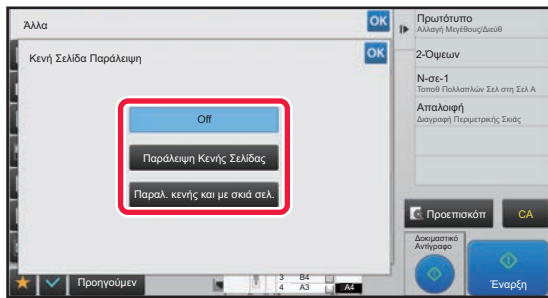 Άλλα
OK
Κενή Σελίδα Παράλειψη
OK
Off
Παράλειψη Κενής Σελίδας
Παραλ. κενής και με σκιά σελ.
Προηγούμεν
3 B4
4 A3
A4
Πρωτότυπο
Αλλαγή Μεγέθους/Διεύθ
2-Όψεων
N-σε-1
Τοποθ Πολλαπλών Σελ στη Σελ Α
Απαλοιφή
Διαγραφή Περιμετρικής Σκιάς
Προεπισκόπ
CA
Δοκιμαστικό
Αντίγραφο
Έναρξη